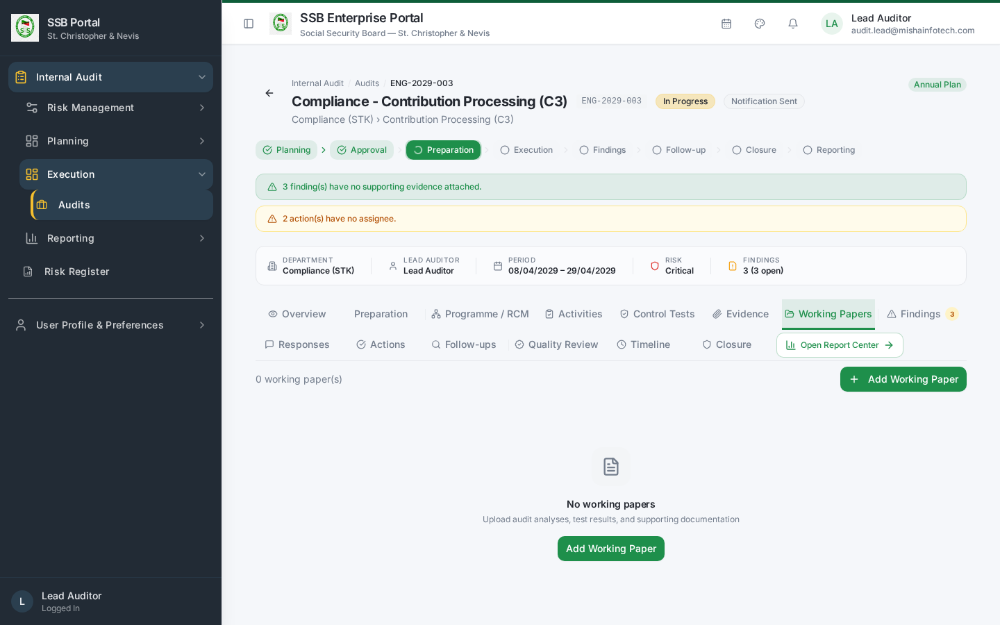 SSB Portal
St. Christopher & Nevis
Internal Audit
Risk Management
Planning
Execution
Audits
Reporting
Risk Register
User Profile & Preferences
L
Lead Auditor
Logged In
SSB Enterprise Portal
Social Security Board — St. Christopher & Nevis
LA
Lead Auditor
audit.lead@mishainfotech.com
Internal Audit / Audits / ENG-2029-003
Compliance - Contribution Processing (C3) ENG-2029-003 In Progress Notification Sent
Annual Plan
Compliance (STK) › Contribution Processing (C3)
Planning Approval Preparation Execution Findings Follow-up Closure Reporting
3 finding(s) have no supporting evidence attached.
2 action(s) have no assignee.
DEPARTMENT LEAD AUDITOR PERIOD RISK FINDINGS
Compliance (STK) Lead Auditor 08/04/2029 – 29/04/2029 Critical 3 (3 open)
Overview Preparation Programme / RCM Activities Control Tests Evidence Working Papers Findings 3
Responses Actions Follow-ups Quality Review Timeline Closure Open Report Center
0 working paper(s)
Add Working Paper
No working papers
Upload audit analyses, test results, and supporting documentation
Add Working Paper